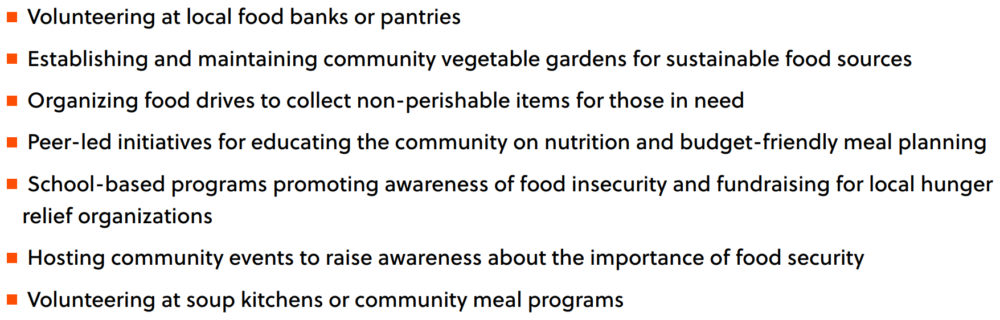 Volunteering at local food banks or pantries
Establishing and maintaining community vegetable gardens for sustainable food sources
Organizing food drives to collect non-perishable items for those in need
Peer-led initiatives for educating the community on nutrition and budget-friendly meal planning
School-based programs promoting awareness of food insecurity and fundraising for local hunger
relief organizations
Hosting community events to raise awareness about the importance of food security
Volunteering at soup kitchens or community meal programs